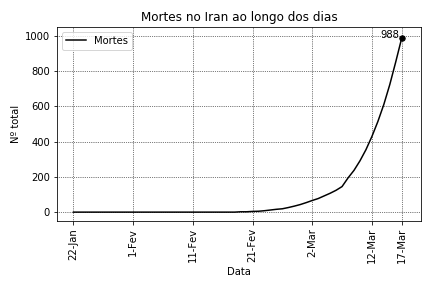 Mortes no Iran ao longo dos dias
Mortes
988
Nº total
1000
800
600
400
200
0
22-Jan
1-Fev
11-Fev
21-Fev
2-Mar
12-Mar
17-Mar
Data